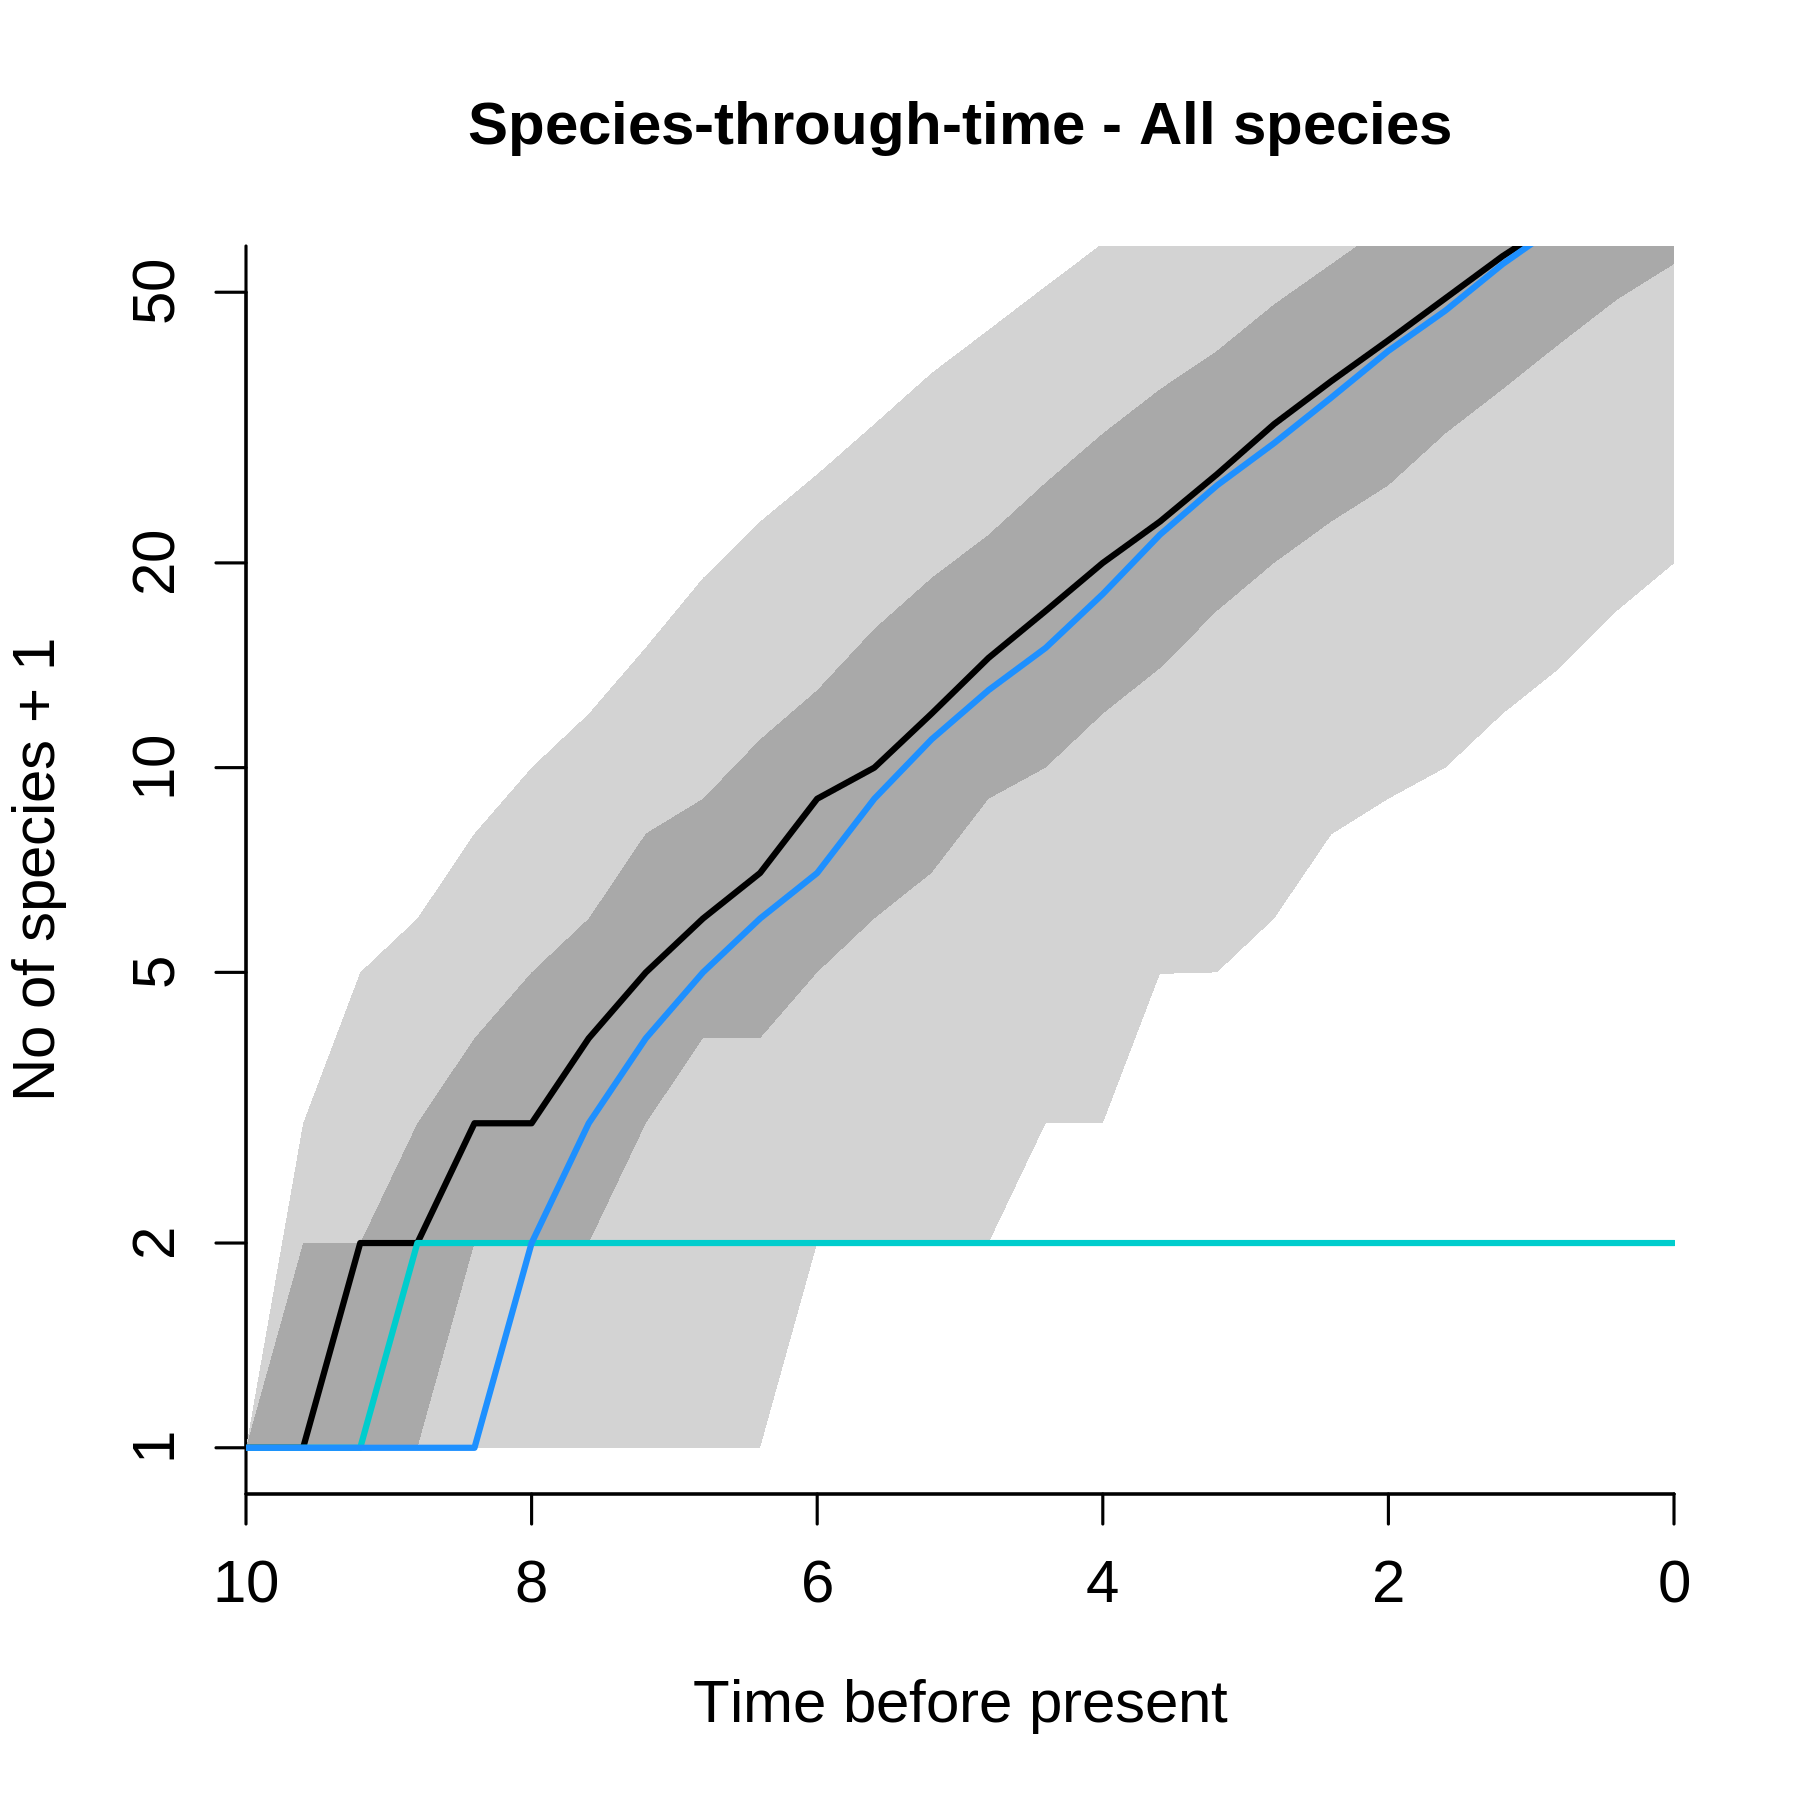 Species-through-time - All species
No of species + 1
50
20
10
5
2
1
10 8 6 4 2 0
Time before present